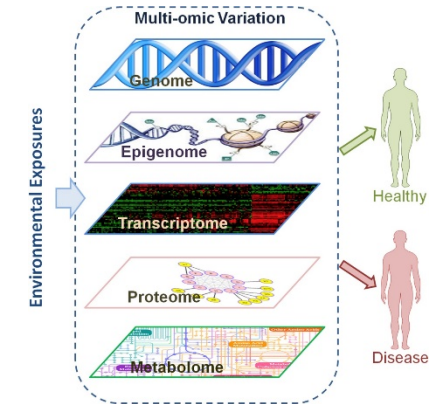 Multi-omic Variation
Genome
Epigenome
Transcriptome
Proteome
Metabolome
Environmental Exposures
Healthy
Disease